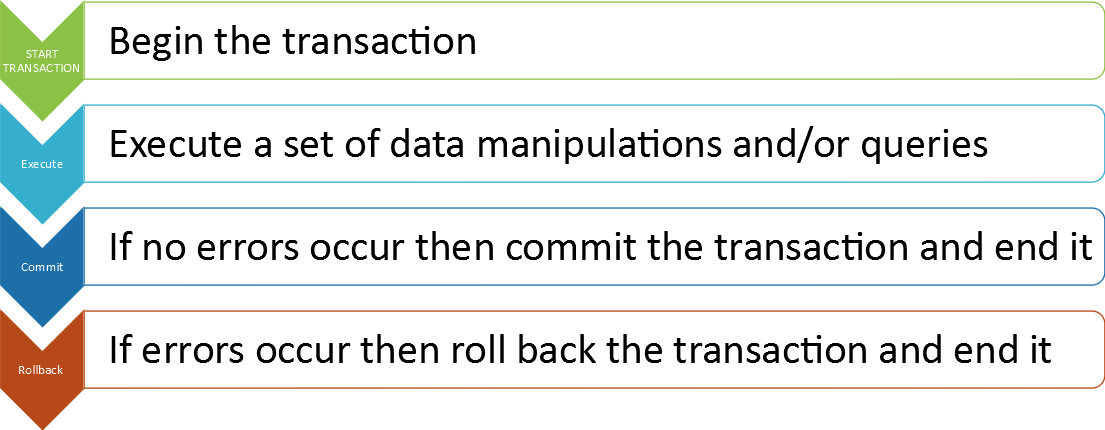 START
TRANSACTION
Begin the transaction
Execute
Execute a set of data manipulations and/or queries
Commit
If no errors occur then commit the transaction and end it
Rollback
If errors occur then roll back the transaction and end it